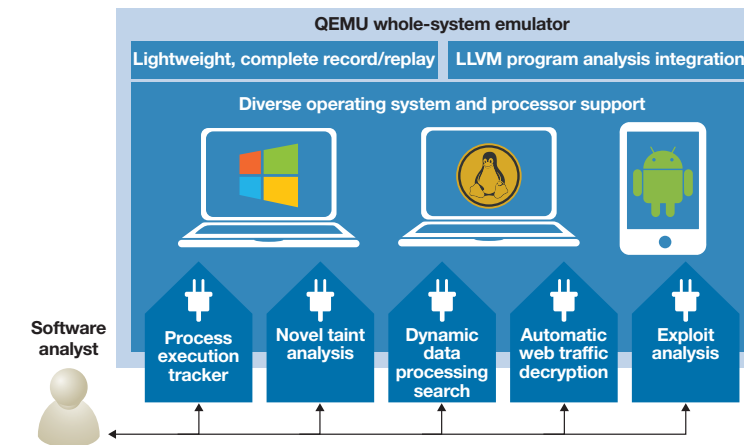 QEMU whole-system emulator
Lightweight, complete record/replay
LLVM program analysis integration
Diverse operating system and processor support
Software
analyst
Process
execution
tracker
Novel taint
analysis
Dynamic
data
processing
search
Automatic
web traffic
decryption
Exploit
analysis